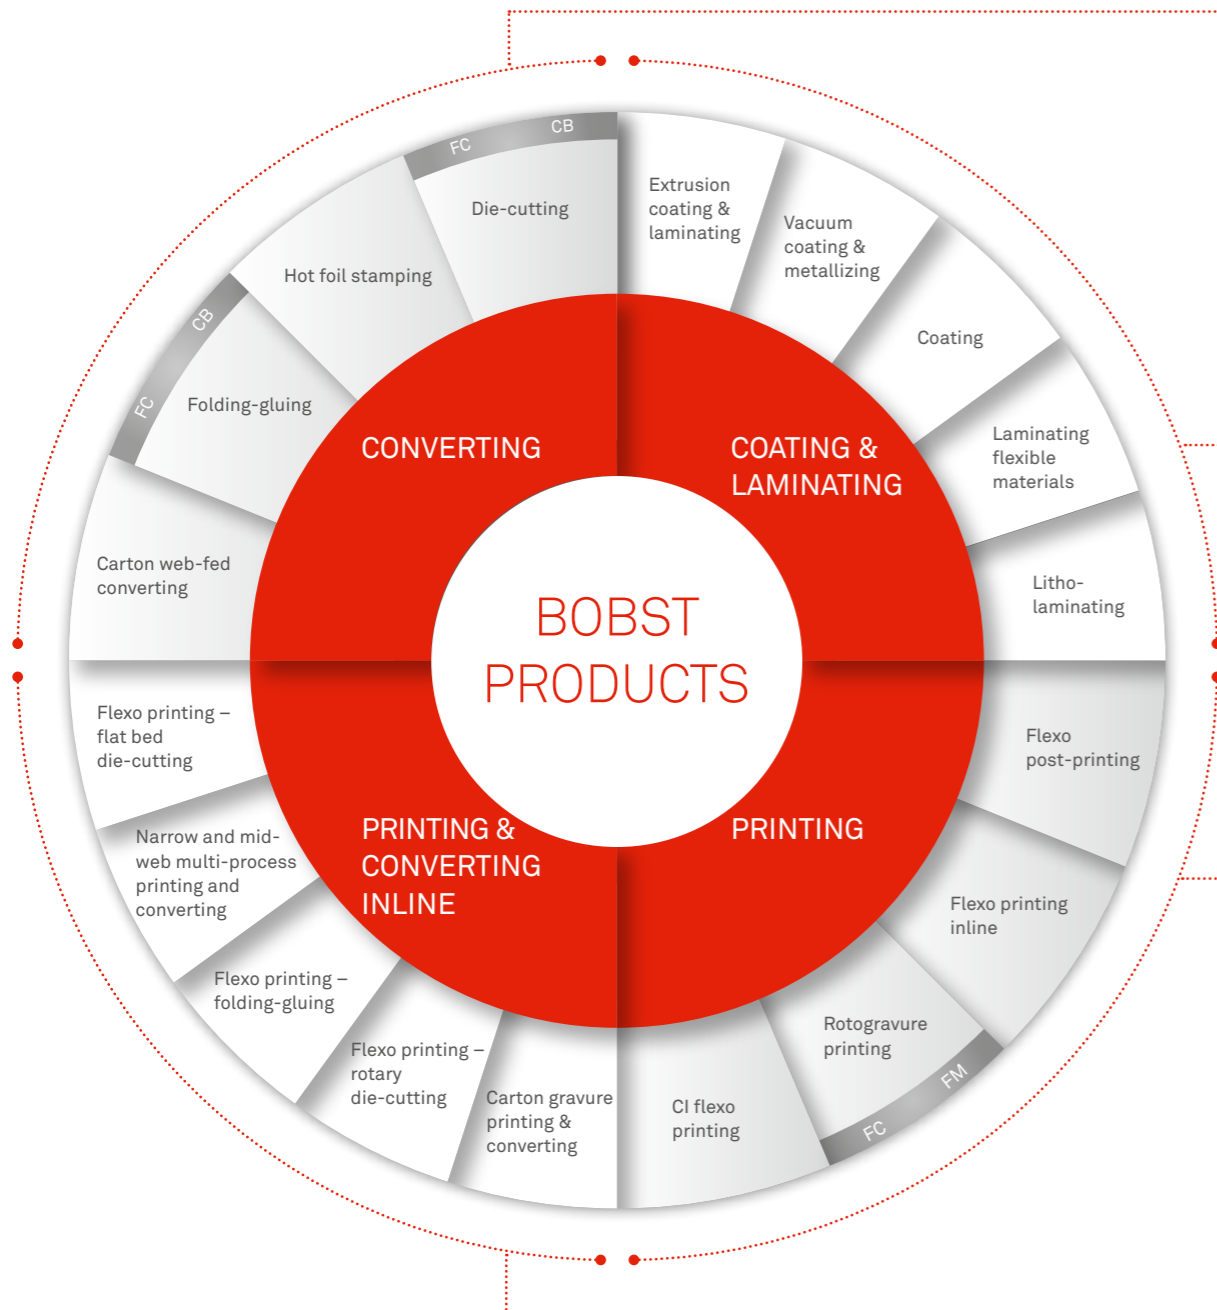 BOBST
PRODUCTS
CONVERTING
FC
CB
Die-cutting
Hot foil stamping
FC
CB
Folding-gluing
Carton web-fed
converting
COATING &
LAMINATING
Extrusion
coating &
laminating
Vacuum
coating &
metallizing
Coating
Laminating
flexible
materials
Litho-
laminating
PRINTING
Flexo
post-printing
Flexo printing
inline
Rotogravure
printing
FC
FM
CI flexo
printing
PRINTING &
CONVERTING
INLINE
Flexo printing –
flat bed
die-cutting
Narrow and mid-
web multi-process
printing and
converting
Flexo printing –
folding-gluing
Flexo printing –
rotary
die-cutting
Carton gravure
printing &
converting